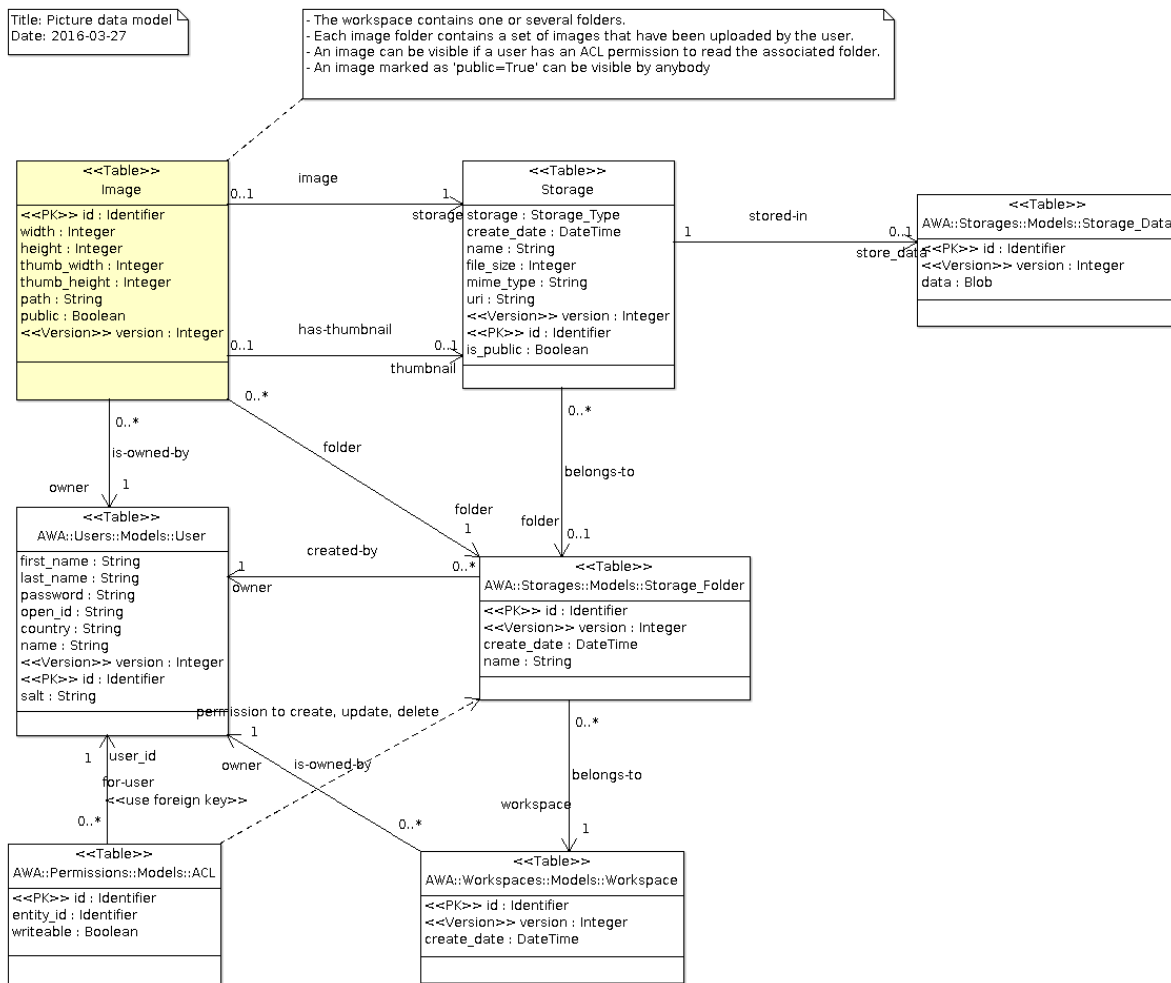 Title: Picture data model
Date: 2016-03-27
- The workspace contains one or several folders.
- Each image folder contains a set of images that have been uploaded by the user.
- An image can be visible if a user has an ACL permission to read the associated folder.
- An image marked as 'public=True' can be visible by anybody
<<Table>>
Image
<<PK>> id : Identifier
width : Integer
height : Integer
thumb_width : Integer
thumb_height : Integer
path : String
public : Boolean
<<Version>> version : Integer
0..1
image
1
storage
0..1
has-thumbnail
0..1
thumbnail
<<Table>>
Storage
storage : Storage_Type
create_date : DateTime
name : String
file_size : Integer
mime_type : String
uri : String
<<Version>> version : Integer
<<PK>> id : Identifier
is_public : Boolean
1
stored-in
0..1
store_data
<<Table>>
AWA::Storages::Models::Storage_Data
<<PK>> id : Identifier
<<Version>> version : Integer
data : Blob
0..*
is-owned-by
owner
1
0..*
folder
folder
1
0..*
belongs-to
folder
0..1
<<Table>>
AWA::Users::Models::User
first_name : String
last_name : String
password : String
open_id : String
country : String
name : String
<<Version>> version : Integer
<<PK>> id : Identifier
salt : String
created-by
1
owner
0..*
<<Table>>
AWA::Storages::Models::Storage_Folder
<<PK>> id : Identifier
<<Version>> version : Integer
create_date : DateTime
name : String
permission to create, update, delete
1
user_id
for-user
<<use foreign key>>
0..*
1
owner
is-owned-by
0..*
0..*
belongs-to
workspace
1
<<Table>>
AWA::Permissions::Models::ACL
<<PK>> id : Identifier
entity_id : Identifier
writeable : Boolean
<<Table>>
AWA::Workspaces::Models::Workspace
<<PK>> id : Identifier
<<Version>> version : Integer
create_date : DateTime